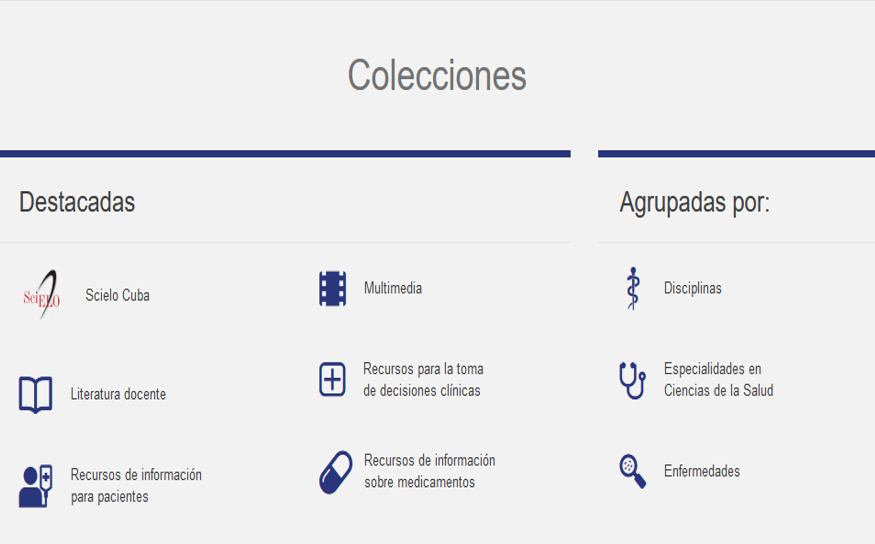 Colecciones
Destacadas
SciELO
Scielo Cuba
Literatura docente
Recursos de información
para pacientes
Multimedia
Recursos para la toma
de decisiones clínicas
Recursos de información
sobre medicamentos
Agrupadas por:
Disciplinas
Especialidades en
Ciencias de la Salud
Enfermedades